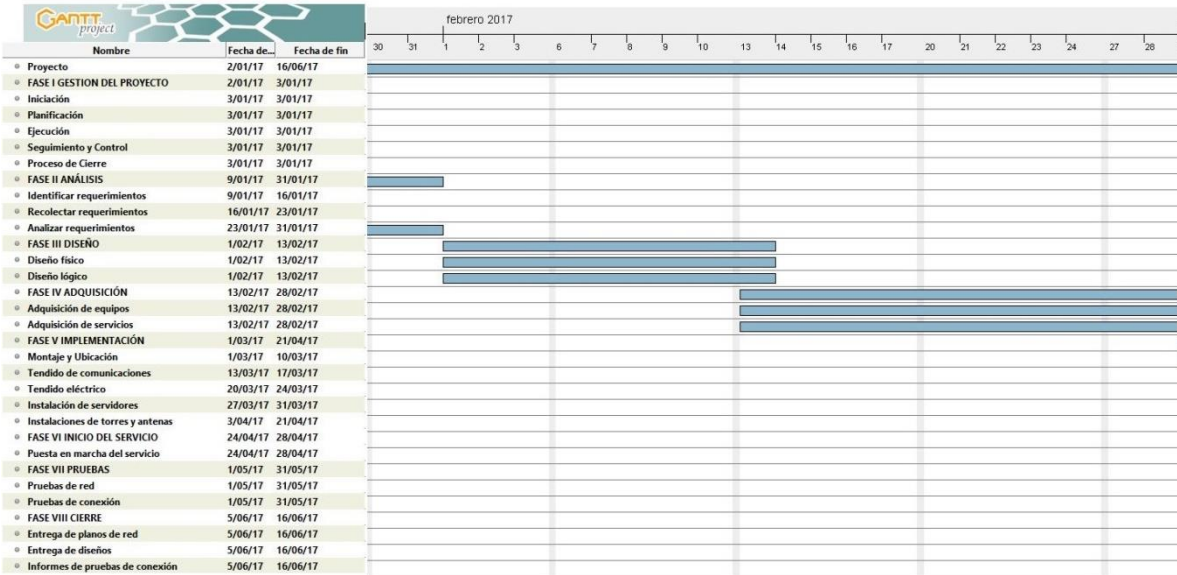 GANTT
project
febrero 2017
Nombre Fecha de... Fecha de fin 30 31 1 2 3 6 7 8 9 10 13 14 15 16 17 20 21 22 23 24 27 28
Proyecto 2/01/17 16/06/17
FASE I GESTION DEL PROYECTO 2/01/17 3/01/17
Iniciación 3/01/17 3/01/17
Planificación 3/01/17 3/01/17
Ejecución 3/01/17 3/01/17
Seguimiento y Control 3/01/17 3/01/17
Proceso de Cierre 3/01/17 3/01/17
FASE II ANÁLISIS 9/01/17 31/01/17
Identificar requerimientos 9/01/17 16/01/17
Recolectar requerimientos 16/01/17 23/01/17
Analizar requerimientos 23/01/17 31/01/17
FASE III DISEÑO 1/02/17 13/02/17
Diseño físico 1/02/17 13/02/17
Diseño lógico 1/02/17 13/02/17
FASE IV ADQUISICIÓN 13/02/17 28/02/17
Adquisición de equipos 13/02/17 28/02/17
Adquisición de servicios 13/02/17 28/02/17
FASE V IMPLEMENTACIÓN 1/03/17 21/04/17
Montaje y Ubicación 1/03/17 10/03/17
Tendido de comunicaciones 13/03/17 17/03/17
Tendido eléctrico 20/03/17 24/03/17
Instalación de servidores 27/03/17 31/03/17
Instalaciones de torres y antenas 3/04/17 21/04/17
FASE VI INICIO DEL SERVICIO 24/04/17 28/04/17
Puesta en marcha del servicio 24/04/17 28/04/17
FASE VII PRUEBAS 1/05/17 31/05/17
Pruebas de red 1/05/17 31/05/17
Pruebas de conexión 1/05/17 31/05/17
FASE VIII CIERRE 5/06/17 16/06/17
Entrega de planos de red 5/06/17 16/06/17
Entrega de diseños 5/06/17 16/06/17
Informes de pruebas de conexión 5/06/17 16/06/17